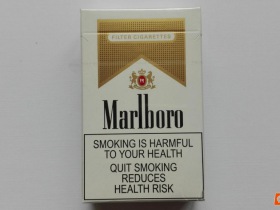 FILTER CIGARETTES
Marlboro
SMOKING IS HARMFUL
TO YOUR HEALTH
QUIT SMOKING
REDUCES
HEALTH RISK